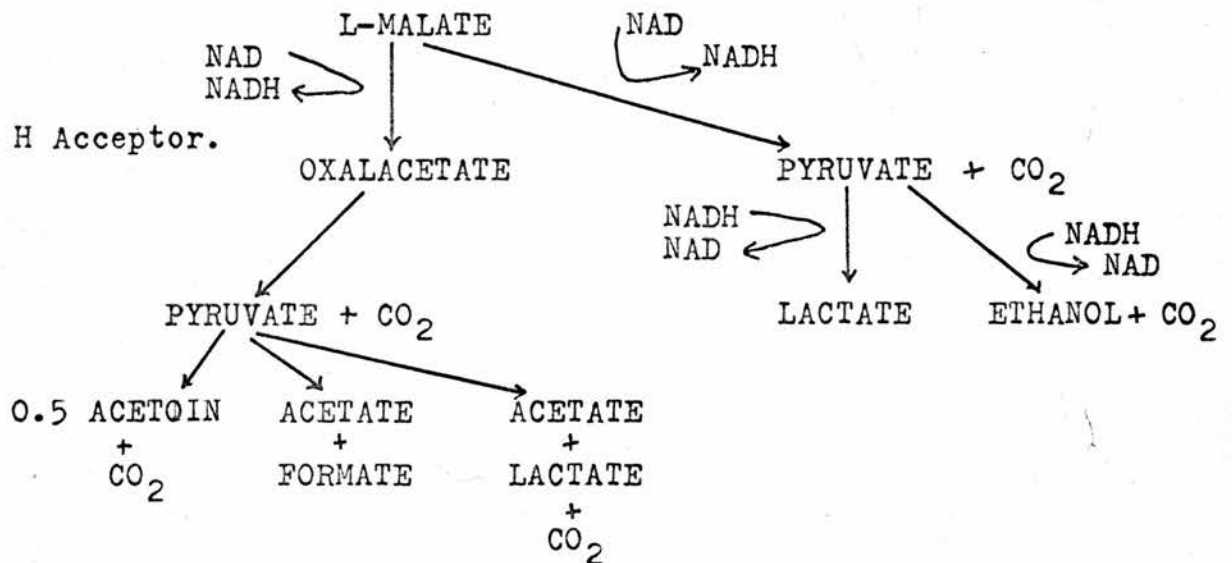 L-MALATE
NAD NAD
NADH NADH
H Acceptor.
OXALACETATE PYRUVATE + CO₂
NADH NADH
NAD NAD
PYRUVATE + CO₂ LACTATE ETHANOL + CO₂
0.5 ACETOIN ACETATE ACETATE
+ + +
CO₂ FORMATE LACTATE
+
CO₂